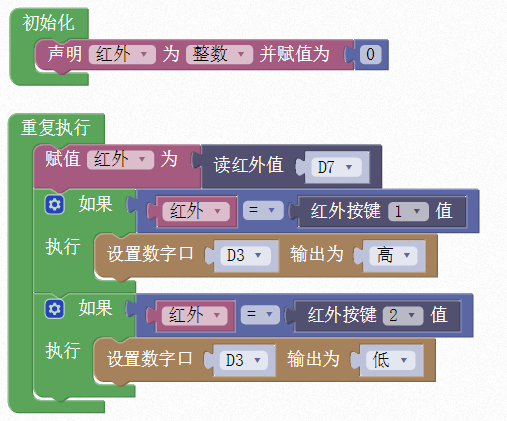 初始化
声明 红外 为 整数 并赋值为 0
重复执行
赋值 红外 为 读红外值 D7
如果 红外 = 红外按键 1 值
执行 设置数字口 D3 输出为 高
如果 红外 = 红外按键 2 值
执行 设置数字口 D3 输出为 低